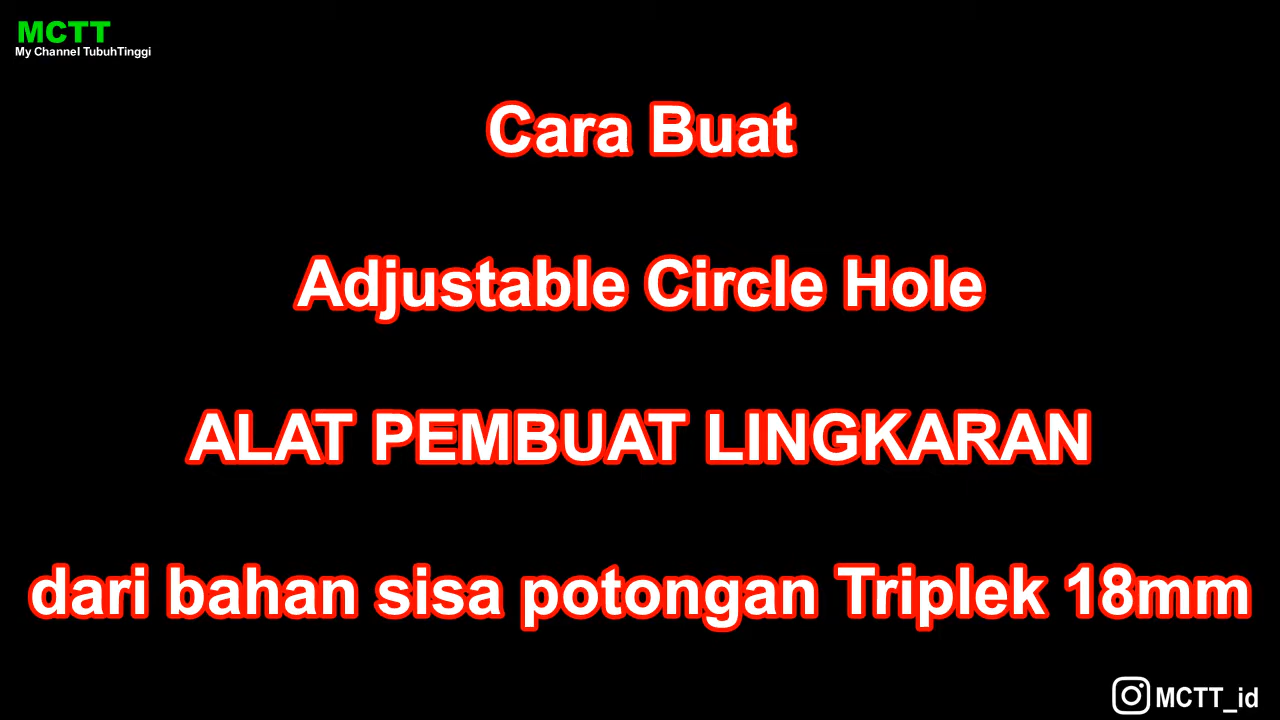 MCTT
My Channel TubuhTinggi
Cara Buat
Adjustable Circle Hole
ALAT PEMBUAT LINGKARAN
dari bahan sisa potongan Triplek 18mm
MCTT_id